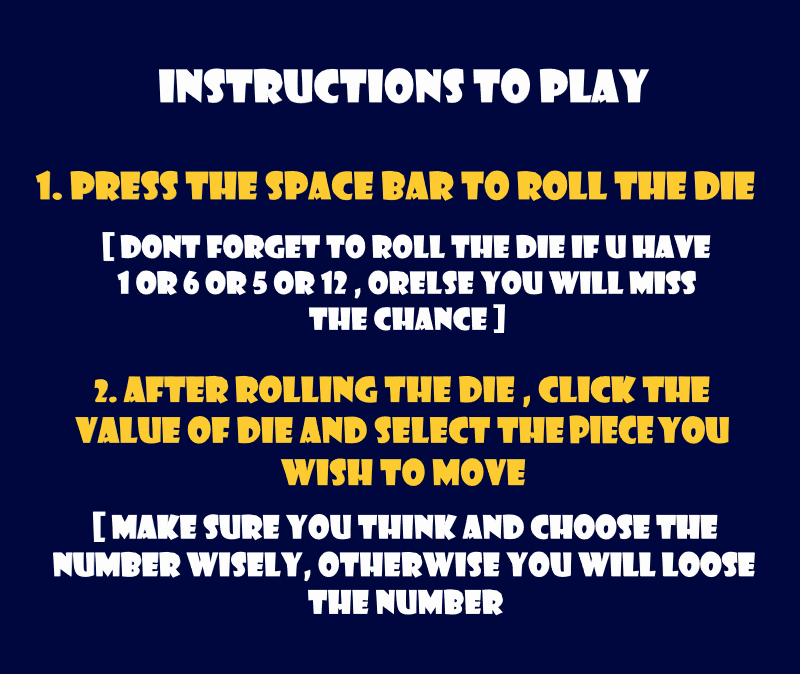 INSTRUCTIONS TO PLAY
1. PRESS THE SPACE BAR TO ROLL THE DIE
[ DONT FORGET TO ROLL THE DIE IF U HAVE
1 OR 6 OR 5 OR 12 , ORELSE YOU WILL MISS
THE CHANCE ]
2. AFTER ROLLING THE DIE , CLICK THE
VALUE OF DIE AND SELECT THE PIECE YOU
WISH TO MOVE
[ MAKE SURE YOU THINK AND CHOOSE THE
NUMBER WISELY, OTHERWISE YOU WILL LOOSE
THE NUMBER